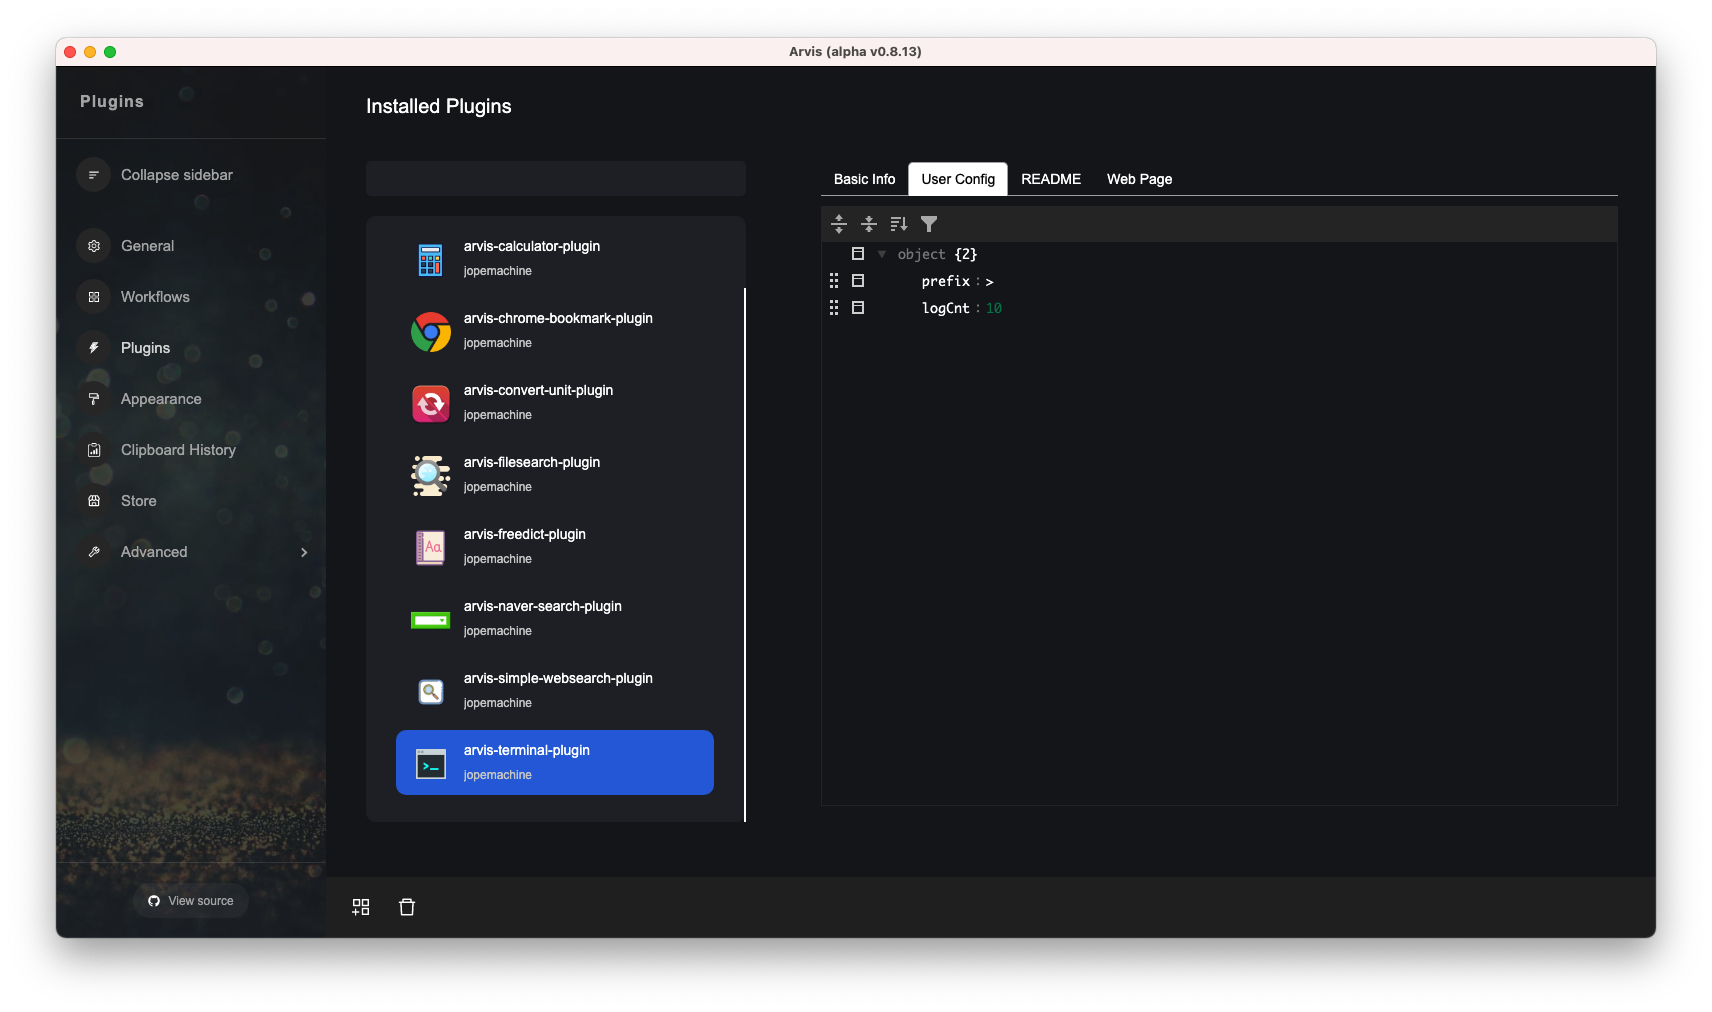 Arvis (alpha v0.8.13)
Plugins
Collapse sidebar
General
Workflows
Plugins
Appearance
Clipboard History
Store
Advanced
View source
Installed Plugins
arvis-calculator-plugin
jopemachine
arvis-chrome-bookmark-plugin
jopemachine
arvis-convert-unit-plugin
jopemachine
arvis-filesearch-plugin
jopemachine
Aa
arvis-freedict-plugin
jopemachine
arvis-naver-search-plugin
jopemachine
arvis-simple-websearch-plugin
jopemachine
>_
arvis-terminal-plugin
jopemachine
Basic Info User Config README Web Page
object {2}
prefix : >
logCnt : 10